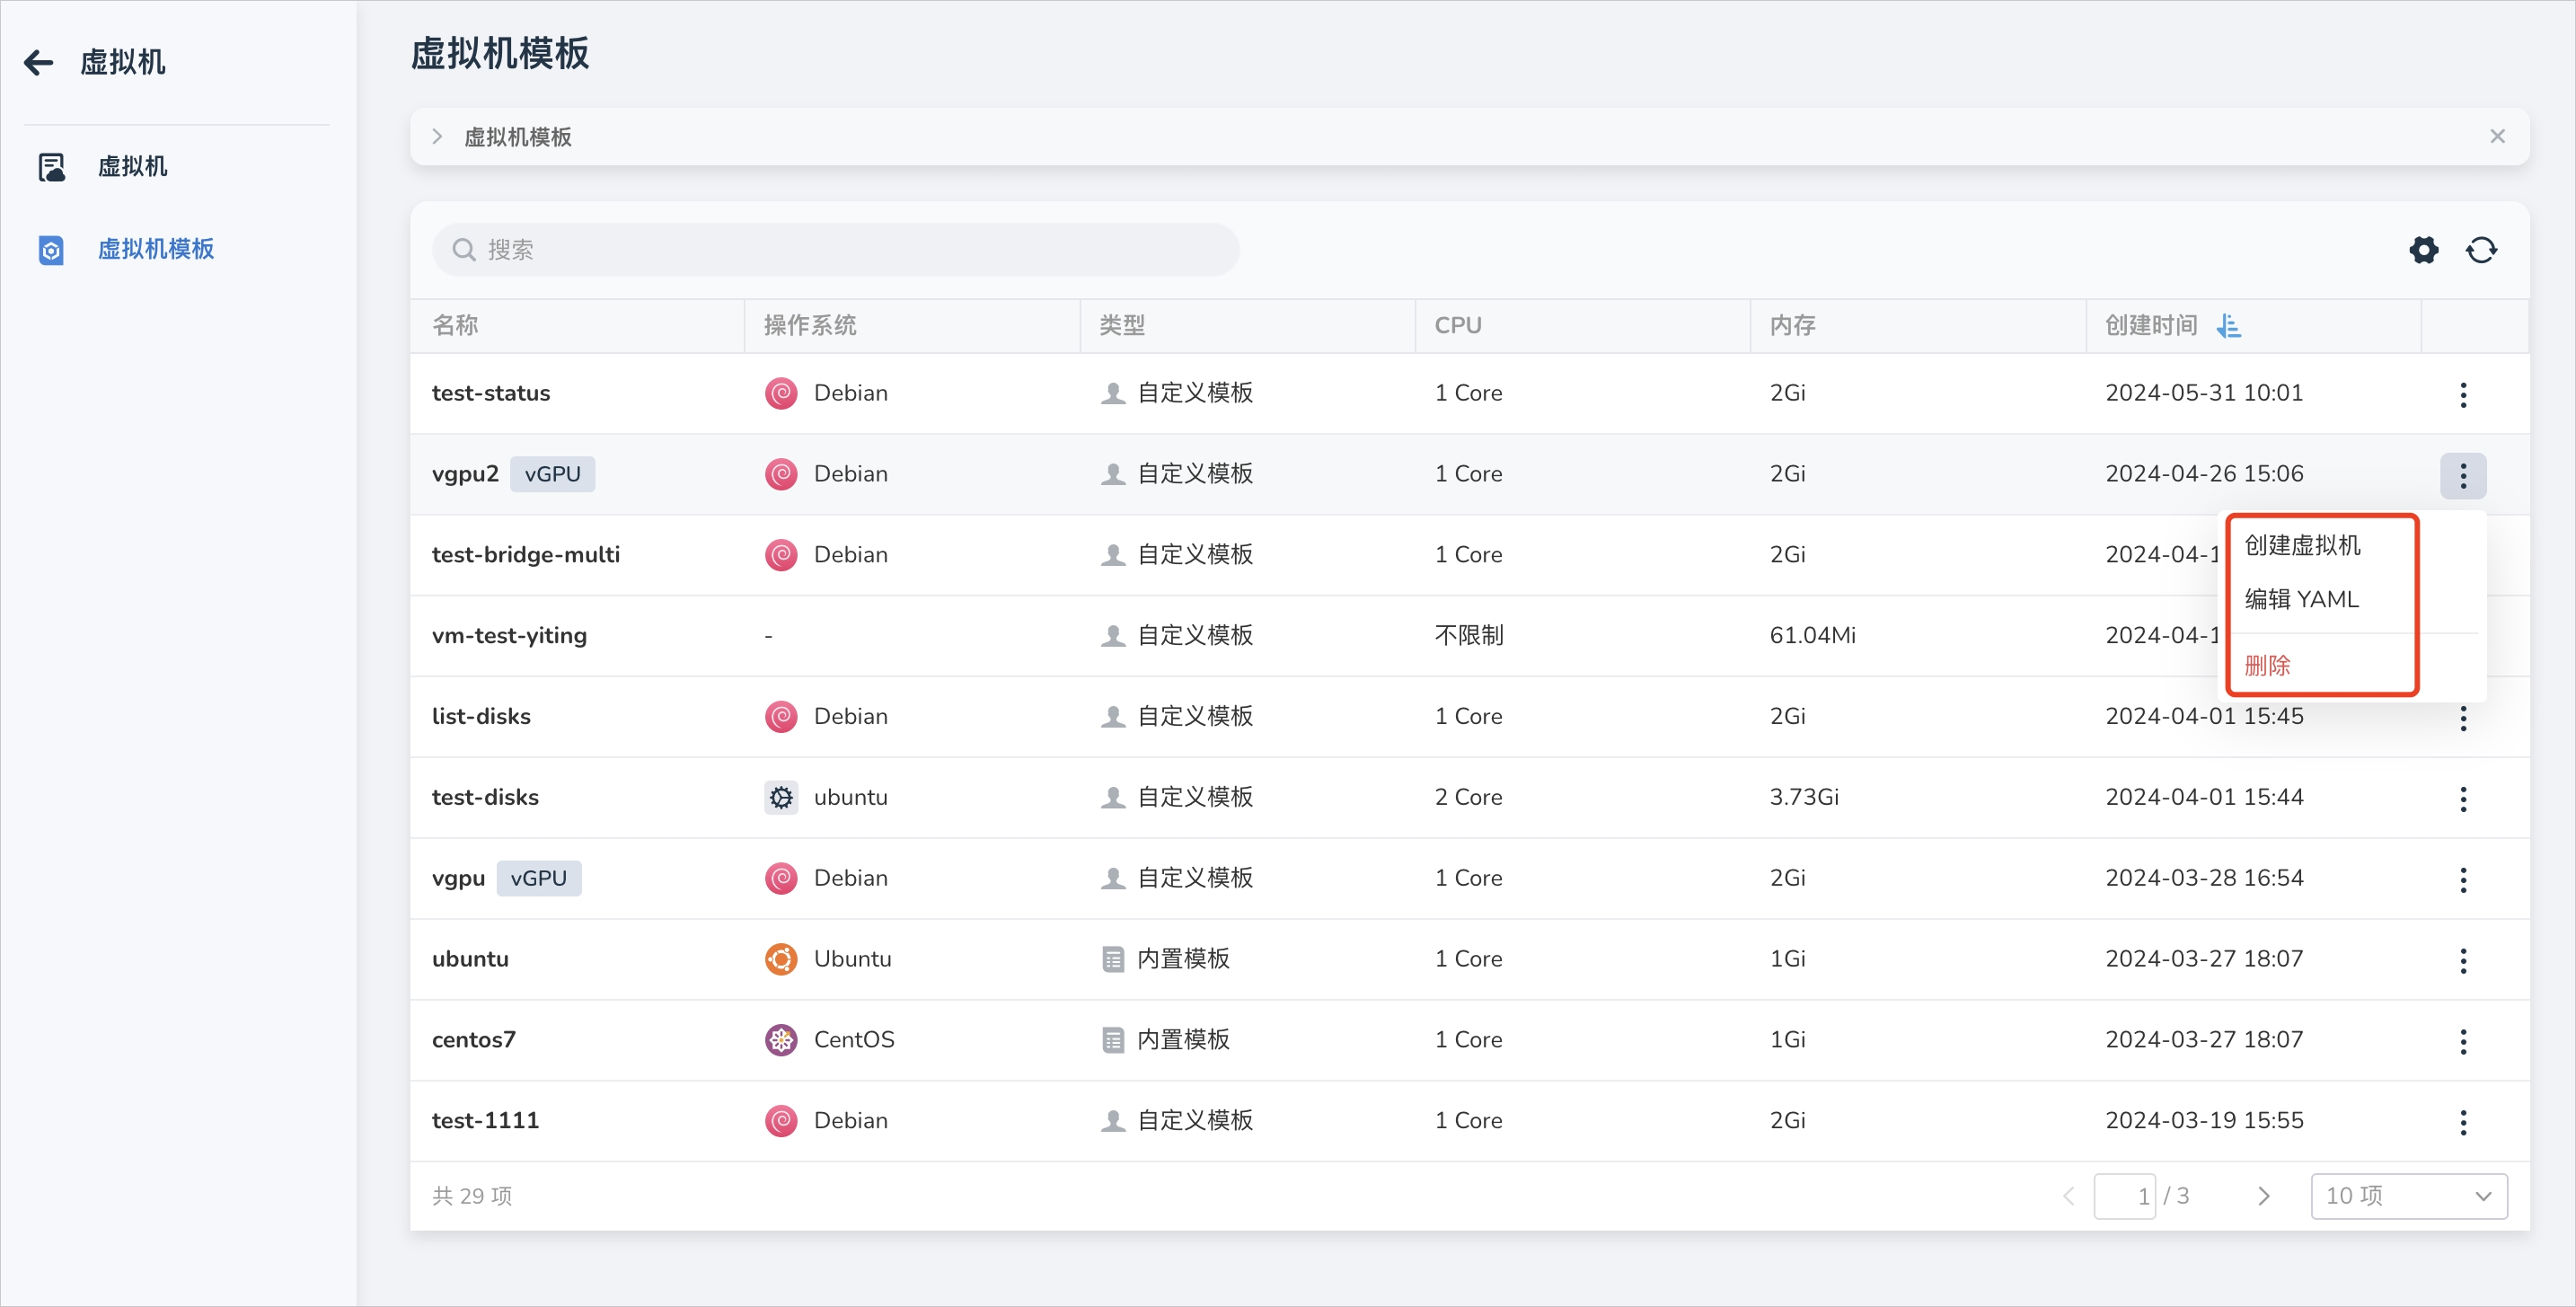 虚拟机
虚拟机
虚拟机模板
虚拟机模板
虚拟机模板
搜索
名称 操作系统 类型 CPU 内存 创建时间
test-status Debian 自定义模板 1 Core 2Gi 2024-05-31 10:01
vgpu2 vGPU Debian 自定义模板 1 Core 2Gi 2024-04-26 15:06
test-bridge-multi Debian 自定义模板 1 Core 2Gi 2024-04-1
vm-test-yiting - 自定义模板 不限制 61.04Mi 2024-04-1
list-disks Debian 自定义模板 1 Core 2Gi 2024-04-01 15:45
test-disks ubuntu 自定义模板 2 Core 3.73Gi 2024-04-01 15:44
vgpu vGPU Debian 自定义模板 1 Core 2Gi 2024-03-28 16:54
ubuntu Ubuntu 内置模板 1 Core 1Gi 2024-03-27 18:07
centos7 CentOS 内置模板 1 Core 1Gi 2024-03-27 18:07
test-1111 Debian 自定义模板 1 Core 2Gi 2024-03-19 15:55
创建虚拟机
编辑 YAML
删除
共 29 项 1 / 3 10 项